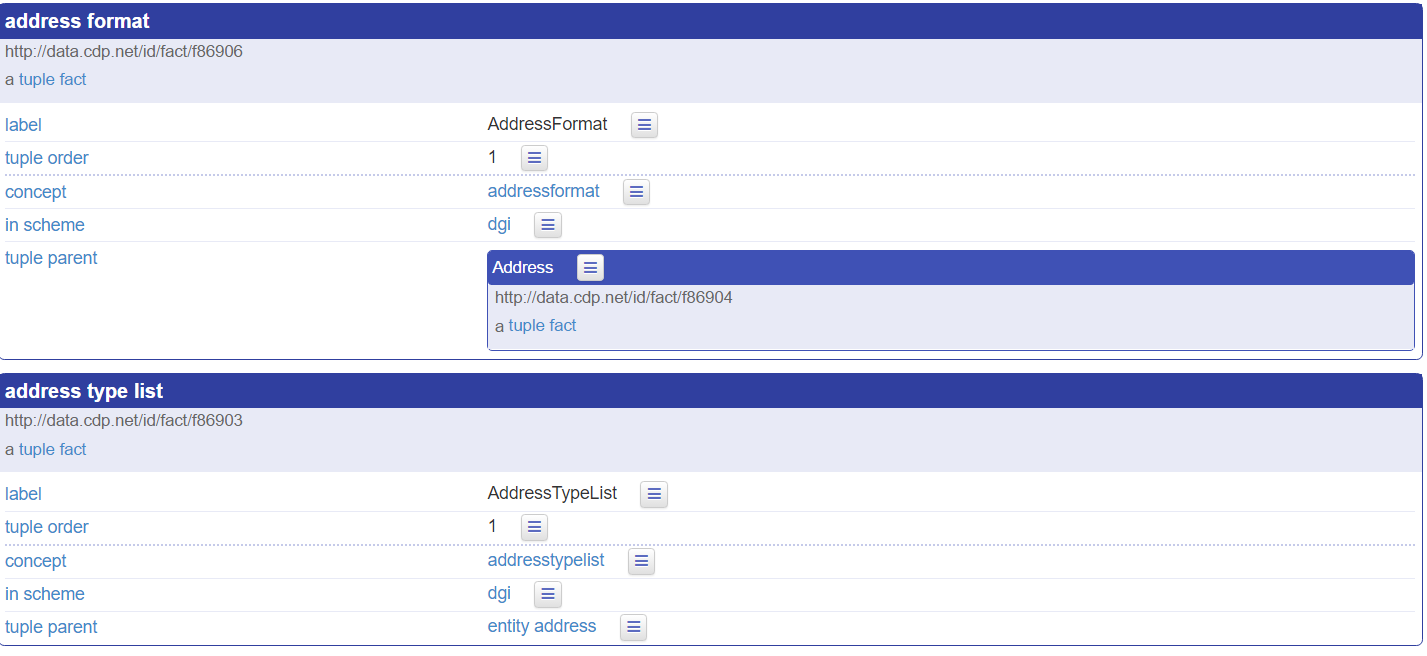 address format
http://data.cdp.net/id/fact/f86906
a tuple fact
label AddressFormat
tuple order 1
concept addressformat
in scheme dgi
tuple parent Address
http://data.cdp.net/id/fact/f86904
a tuple fact
address type list
http://data.cdp.net/id/fact/f86903
a tuple fact
label AddressTypeList
tuple order 1
concept addresstypelist
in scheme dgi
tuple parent entity address